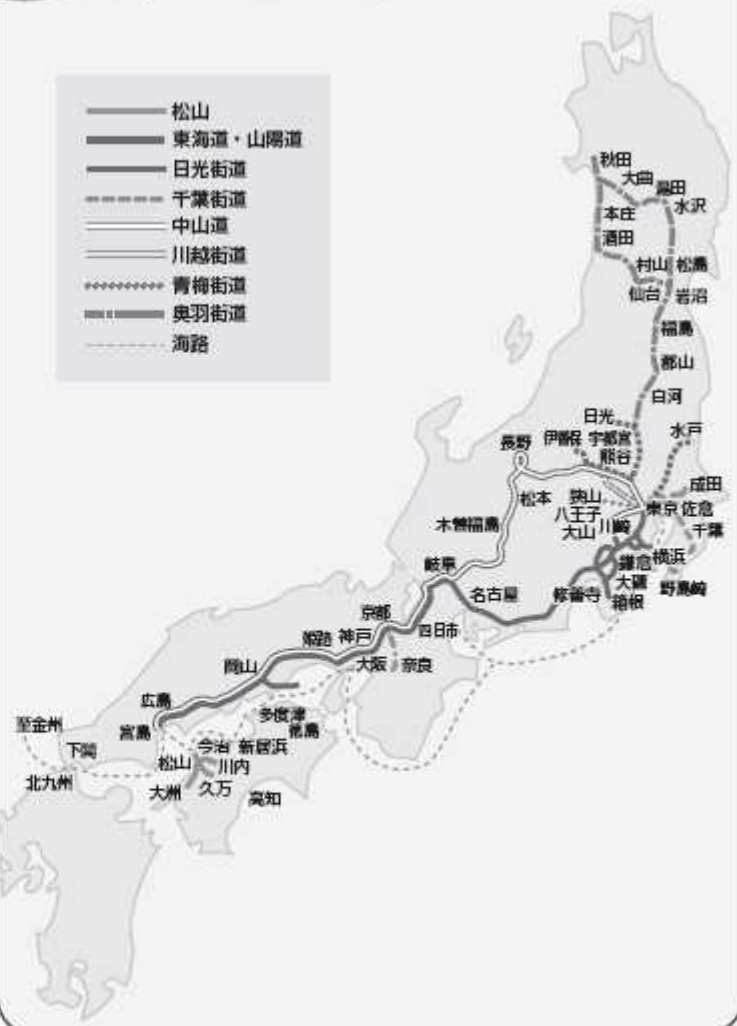 松山
東海道・山陽道
日光街道
千葉街道
中山道
川越街道
青梅街道
奥羽街道
海路
秋田
大曲
湯田
水沢
本庄
酒田
村山
松島
仙台
岩沼
福島
郡山
白河
日光
水戸
長野
伊香保
宇都宮
熊谷
成田
松本
狭山
東京
佐倉
八王子
千葉
木曽福島
大山
川崎
岐阜
鎌倉
横浜
名古屋
修善寺
大磯
野島崎
箱根
京都
四日市
姫路
神戸
岡山
大阪
奈良
広島
多度津
徳島
至金州
宮島
下関
今治
新居浜
松山
川内
北九州
大洲
久万
高知